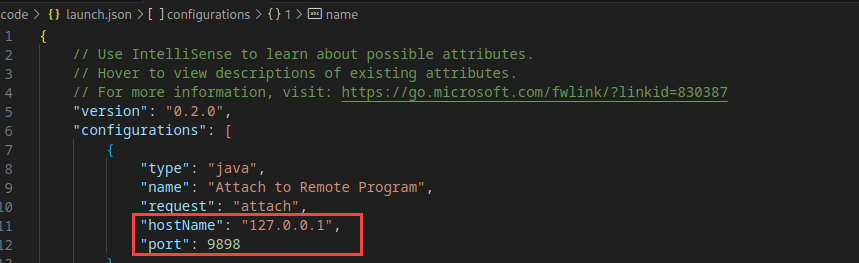 code > {} launch.json > [ ] configurations > {} 1 > abc name
1 {
2 // Use IntelliSense to learn about possible attributes.
3 // Hover to view descriptions of existing attributes.
4 // For more information, visit: https://go.microsoft.com/fwlink/?linkid=830387
5 "version": "0.2.0",
6 "configurations": [
7 {
8 "type": "java",
9 "name": "Attach to Remote Program",
10 "request": "attach",
11 "hostName": "127.0.0.1",
12 "port": 9898
13 }